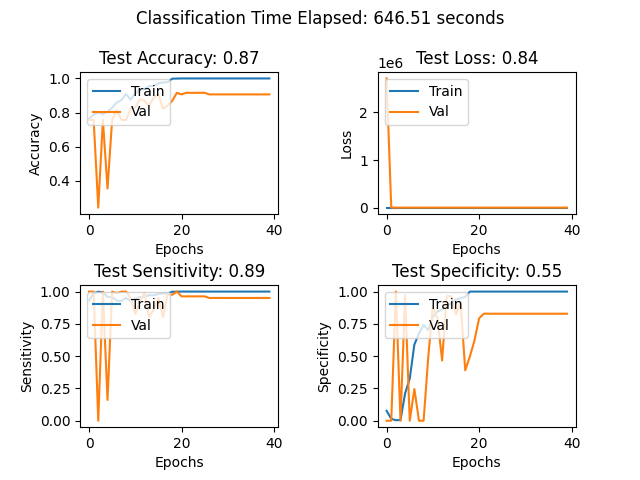 Classification Time Elapsed: 646.51 seconds
Test Accuracy: 0.87
1.0
0.8
0.6
0.4
Accuracy
Train
Val
0
20
40
Epochs
Test Loss: 0.84
1e6
2
1
0
Loss
Train
Val
0
20
40
Epochs
Test Sensitivity: 0.89
1.00
0.75
0.50
0.25
0.00
Sensitivity
Train
Val
0
20
40
Epochs
Test Specificity: 0.55
1.00
0.75
0.50
0.25
0.00
Specificity
Train
Val
0
20
40
Epochs